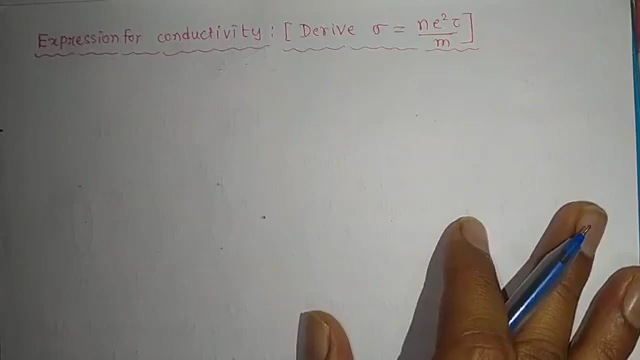 Expression for conductivity : [ Derive σ = ne²τ/m ]